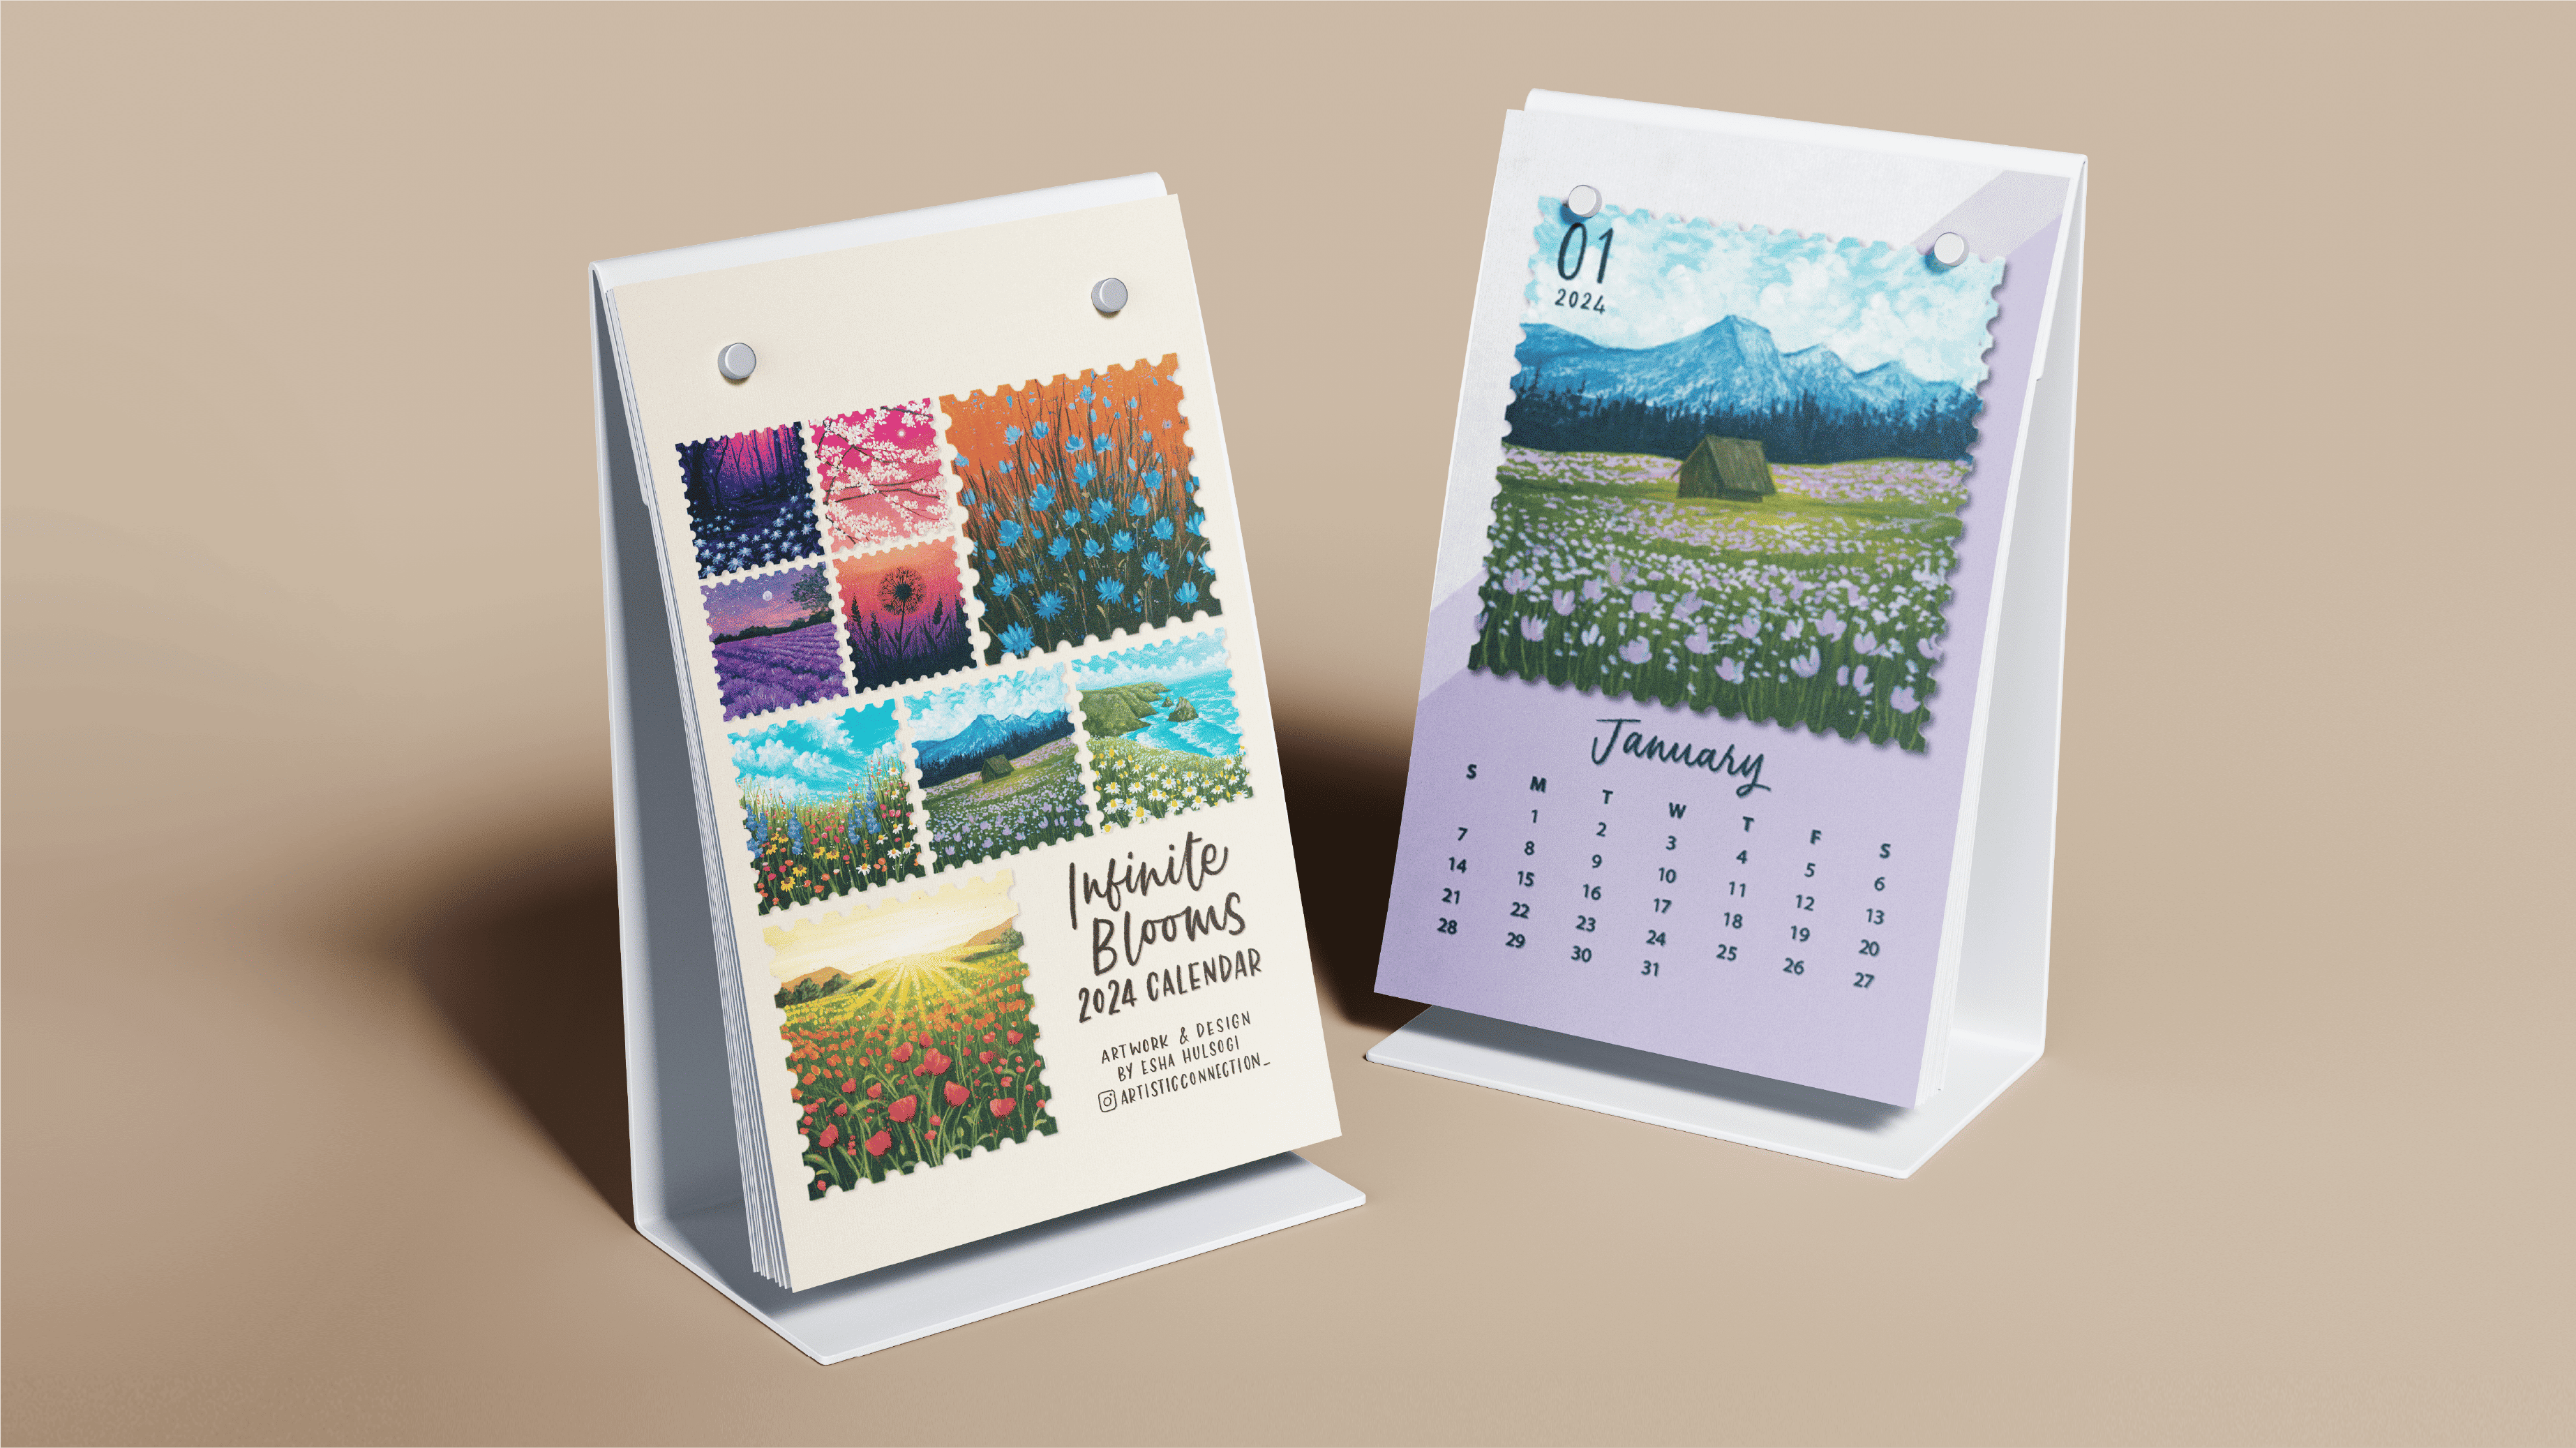 Infinite
Blooms
2024 CALENDAR
ARTWORK & DESIGN
BY ESHA HULSOGI
ARTISTICCONNECTION_
01
2024
January
S M T W T F S
1 2 3 4 5 6
7 8 9 10 11 12 13
14 15 16 17 18 19 20
21 22 23 24 25 26 27
28 29 30 31